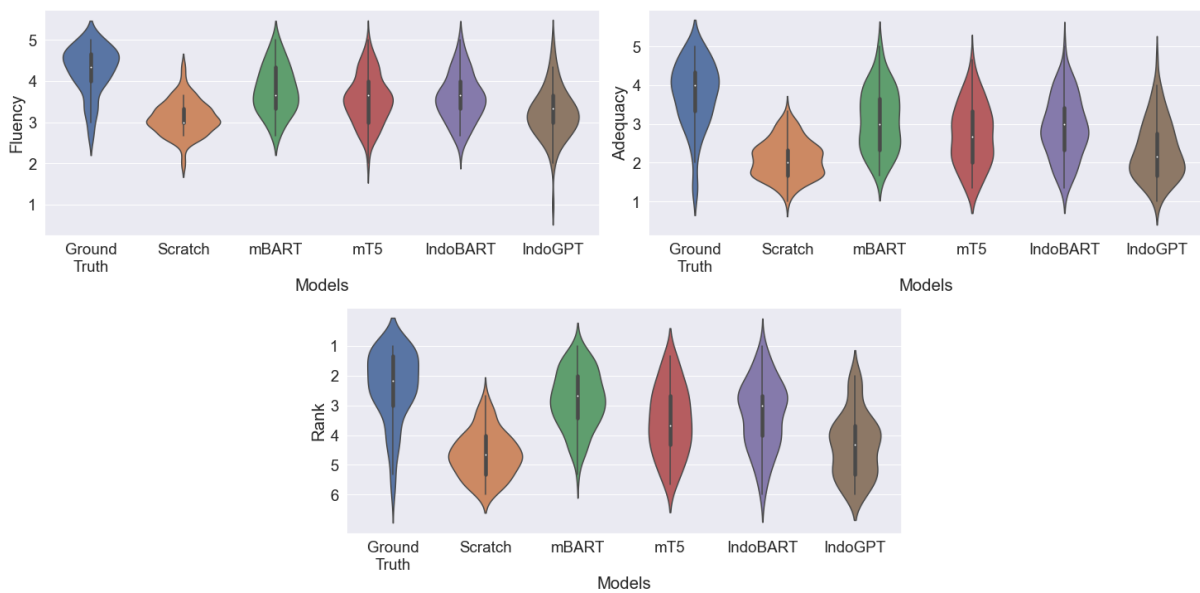 Fluency
5
4
3
2
1
Ground Truth
Scratch
mBART
mT5
IndoBART
IndoGPT
Models
Adequacy
5
4
3
2
1
Ground Truth
Scratch
mBART
mT5
IndoBART
IndoGPT
Models
Rank
1
2
3
4
5
6
Ground Truth
Scratch
mBART
mT5
IndoBART
IndoGPT
Models